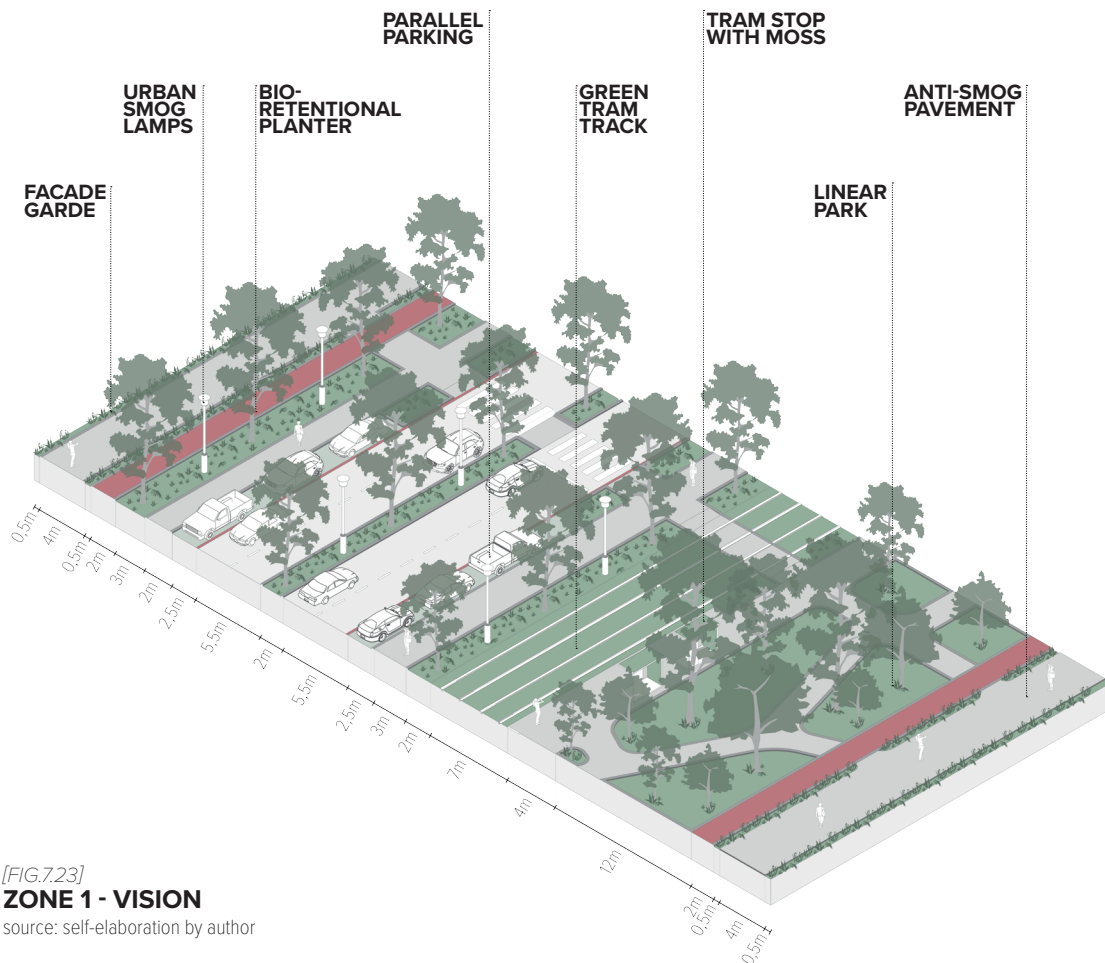 PARALLEL
PARKING
TRAM STOP
WITH MOSS
URBAN
SMOG
LAMPS
BIO-
RETENTIONAL
PLANTER
GREEN
TRAM
TRACK
ANTI-SMOG
PAVEMENT
FACADE
GARDE
LINEAR
PARK
0,5m
4m
0,5m
2m
3m
2m
2,5m
5,5m
2m
5,5m
2,5m
3m
2m
7m
4m
12m
2m
0,5m
4m
0,5m
[FIG.7.23]
ZONE 1 - VISION
source: self-elaboration by author